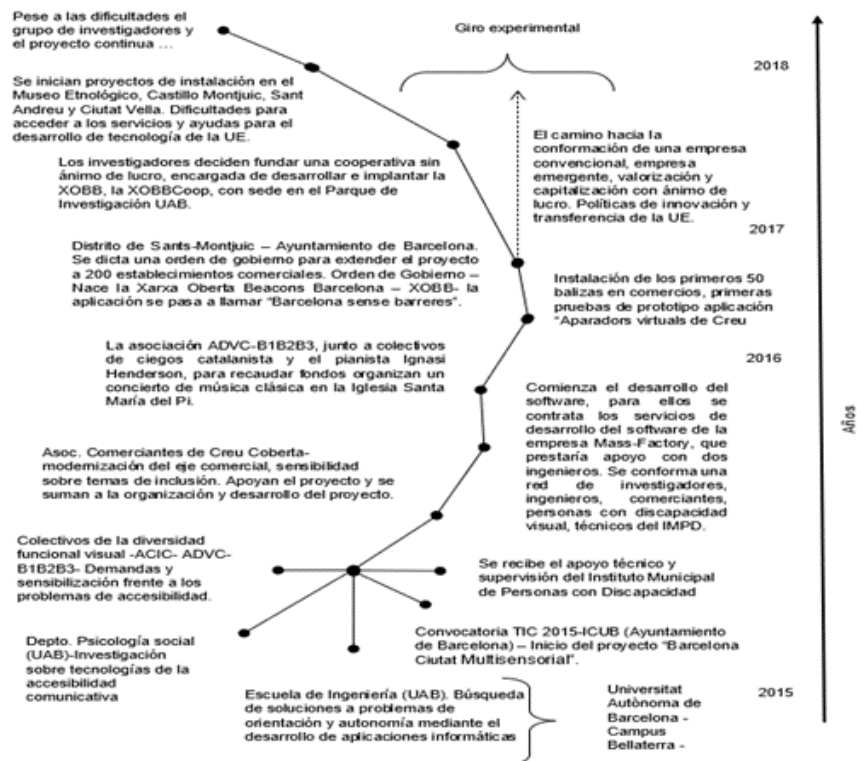 Pese a las dificultades el
grupo de investigadores y
el proyecto continua …
Giro experimental
2018
Se inician proyectos de instalación en el
Museo Etnológico, Castillo Montjuic, Sant
Andreu y Ciutat Vella. Dificultades para
acceder a los servicios y ayudas para el
desarrollo de tecnología de la UE.
El camino hacia la
conformación de una empresa
convencional, empresa
emergente, valorización y
capitalización con ánimo de
lucro. Políticas de innovación y
transferencia de la UE.
Los investigadores deciden fundar una cooperativa sin
ánimo de lucro, encargada de desarrollar e implantar la
XOBB, la XOBBCoop, con sede en el Parque de
Investigación UAB.
2017
Distrito de Sants-Montjuic – Ayuntamiento de Barcelona.
Se dicta una orden de gobierno para extender el proyecto
a 200 establecimientos comerciales. Orden de Gobierno –
Nace la Xarxa Oberta Beacons Barcelona – XOBB- la
aplicación se pasa a llamar “Barcelona sense barreres”.
Instalación de los primeros 50
balizas en comercios, primeras
pruebas de prototipo aplicación
“Aparadors virtuals de Creu
2016
La asociación ADVC-B1B2B3, junto a colectivos
de ciegos catalanista y el pianista Ignasi
Henderson, para recaudar fondos organizan un
concierto de música clásica en la Iglesia Santa
María del Pi.
Comienza el desarrollo del
software, para ellos se
contrata los servicios de
desarrollo del software de la
empresa Mass-Factory, que
prestaría apoyo con dos
ingenieros. Se conforma una
red de investigadores,
ingenieros, comerciantes,
personas con discapacidad
visual, técnicos del IMPD.
Años
Asoc. Comerciantes de Creu Coberta-
modernización del eje comercial, sensibilidad
sobre temas de inclusión. Apoyan el proyecto y se
suman a la organización y desarrollo del proyecto.
Colectivos de la diversidad
funcional visual -ACIC- ADVC-
B1B2B3- Demandas y
sensibilización frente a los
problemas de accesibilidad.
Se recibe el apoyo técnico y
supervisión del Instituto Municipal
de Personas con Discapacidad
Depto. Psicología social
(UAB)-Investigación
sobre tecnologías de la
accesibilidad
comunicativa
Convocatoria TIC 2015-ICUB (Ayuntamiento
de Barcelona) – Inicio del proyecto “Barcelona
Ciutat Multisensorial”.
2015
Escuela de Ingeniería (UAB). Búsqueda
de soluciones a problemas de
orientación y autonomía mediante el
desarrollo de aplicaciones informáticas
Universitat
Autònoma de
Barcelona -
Campus
Bellaterra -